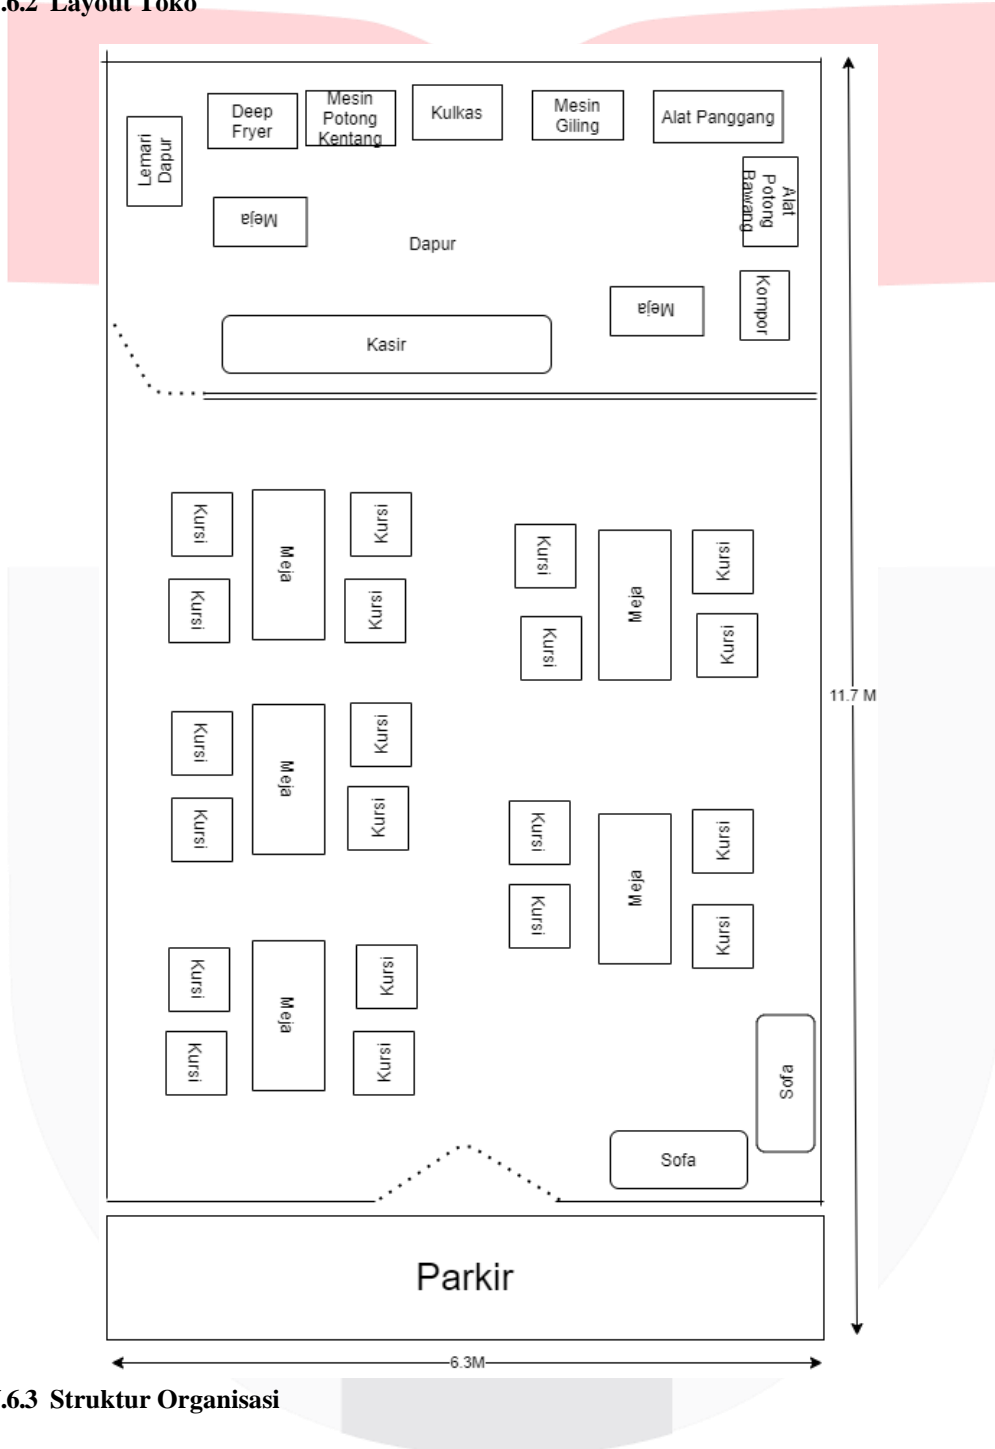 .6.2 Layout Toko
Deep
Fryer
Mesin
Potong
Kentang
Kulkas
Mesin
Giling
Alat Panggang
Lemari
Dapur
Alat
Potong
Bawang
Meja
Dapur
Meja
Kompor
Kasir
Kursi
Meja
Kursi
Kursi
Kursi
Kursi
Meja
Kursi
Kursi
Kursi
11.7 M
Kursi
Meja
Kursi
Kursi
Kursi
Kursi
Meja
Kursi
Kursi
Kursi
Kursi
Meja
Kursi
Kursi
Kursi
Sofa
Sofa
Parkir
6.3M
.6.3 Struktur Organisasi